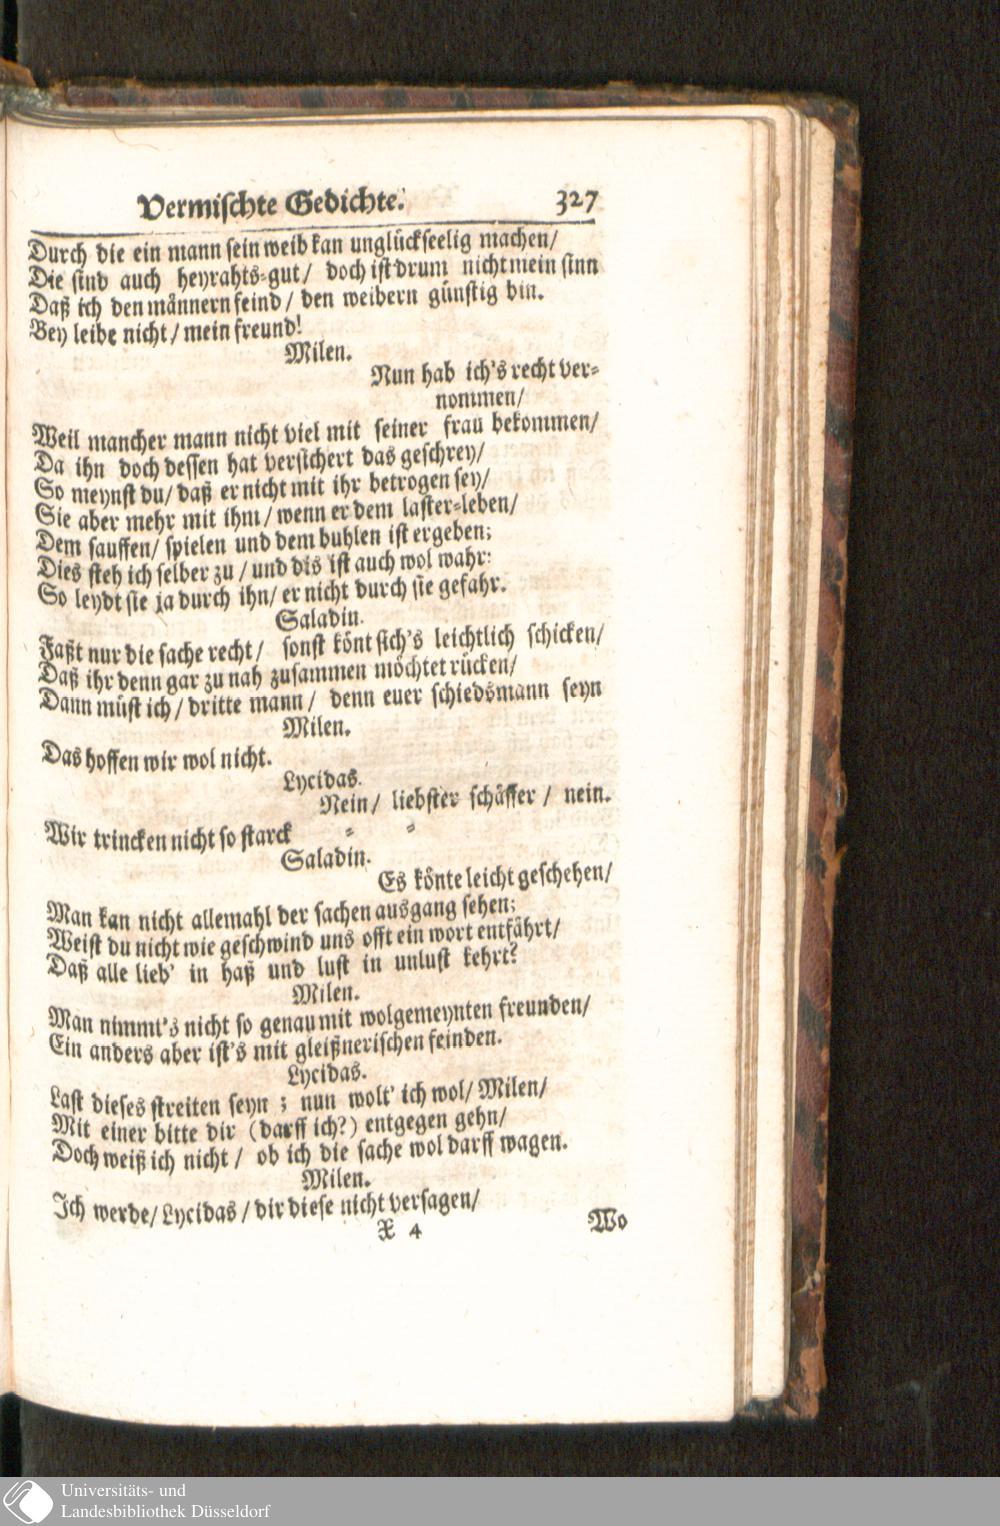 Vermischte Gedichte. 327
Durch die ein mann sein weib kan unglückseelig machen/
Die sind auch heyrahts-gut/ doch ist drum nicht mein sinn
Daß ich den männern feind/ den weibern günstig bin.
Bey leibe nicht/ mein freund!
Milen.
Nun hab ich's recht ver-
nommen/
Weil mancher mann nicht viel mit seiner frau bekommen/
Da ihn doch dessen hat versichert das geschrey/
So meynst du/ daß er nicht mit ihr betrogen sey/
Sie aber mehr mit ihm/ wenn er dem laster-leben/
Dem sauffen/ spielen und dem buhlen ist ergeben;
Dies steh ich selber zu/ und dis ist auch wol wahr:
So leydt sie ja durch ihn/ er nicht durch sie gefahr.
Saladin.
Faßt nur die sache recht/ sonst könt sich's leichtlich schicken/
Daß ihr denn gar zu nah zusammen möchtet rücken/
Dann müst ich/ dritte mann/ denn euer schiedsmann seyn
Milen.
Das hoffen wir wol nicht.
Lycidas.
Nein/ liebster schäffer/ nein.
Wir trincken nicht so starck - -
Saladin.
Es könte leicht geschehen/
Man kan nicht allemahl der sachen ausgang sehen;
Weist du nicht wie geschwind uns offt ein wort entfährt/
Daß alle lieb' in haß und lust in unlust kehrt?
Milen.
Man nimmt's nicht so genau mit wolgemeynten freunden/
Ein anders aber ist's mit gleißnerischen feinden.
Lycidas.
Last dieses streiten seyn; nun wolt' ich wol/ Milen/
Mit einer bitte dir (darff ich?) entgegen gehn/
Doch weiß ich nicht/ ob ich die sache wol darff wagen.
Milen.
Ich werde/ Lycidas/ dir diese nicht versagen/
X 4 Wo
Universitäts- und
Landesbibliothek Düsseldorf